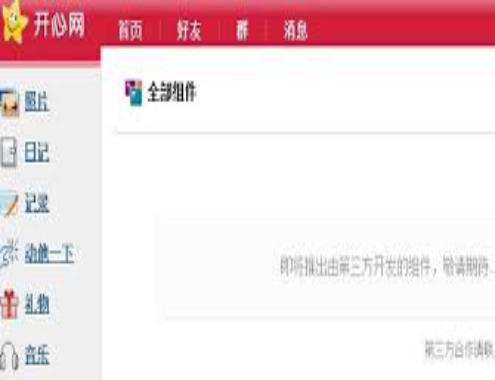 开心网
首页 好友 群 消息
全部组件
照片
日记
记录
动他一下
礼物
音乐
即将推出由第三方开发的组件，敬请期待...
第三方合作请联